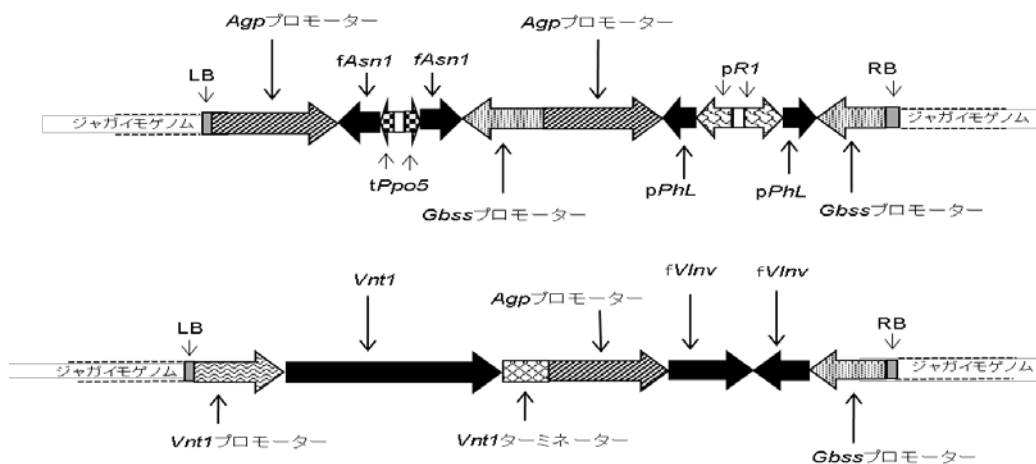 Agpプロモーター
Agpプロモーター
fAsn1
fAsn1
pR1
LB
RB
ジャガイモゲノム
ジャガイモゲノム
tPpo5
pPhL
pPhL
Gbssプロモーター
Gbssプロモーター
Vnt1
fVInv
fVInv
Agpプロモーター
LB
RB
ジャガイモゲノム
ジャガイモゲノム
Vnt1プロモーター
Vnt1ターミネーター
Gbssプロモーター